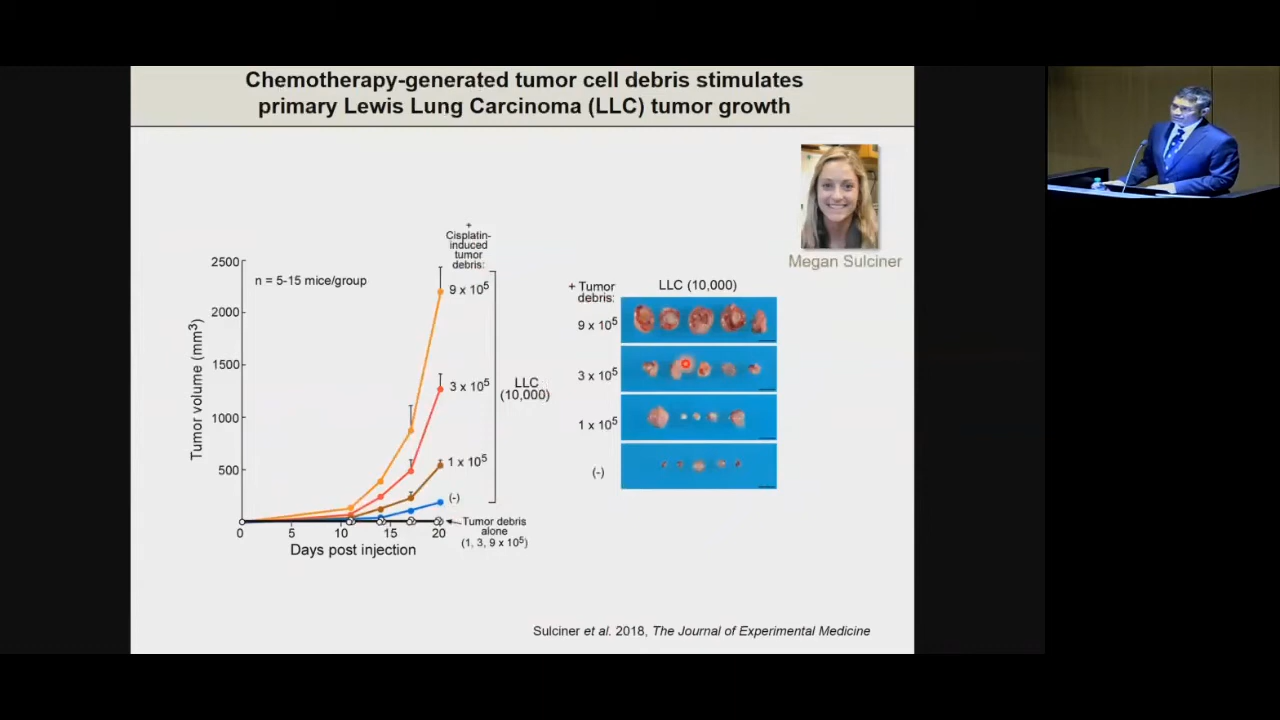 Chemotherapy-generated tumor cell debris stimulates
primary Lewis Lung Carcinoma (LLC) tumor growth
Megan Sulciner
+
Cisplatin-
induced
tumor
debris:
n = 5-15 mice/group
2500
2000
1500
1000
500
Tumor volume (mm³)
9 x 10⁵
3 x 10⁵
1 x 10⁵
(-)
LLC
(10,000)
Tumor debris
alone
(1, 3, 9 x 10⁵)
0 5 10 15 20
Days post injection
+ Tumor
debris:
LLC (10,000)
9 x 10⁵
3 x 10⁵
1 x 10⁵
(-)
Sulciner et al. 2018, The Journal of Experimental Medicine